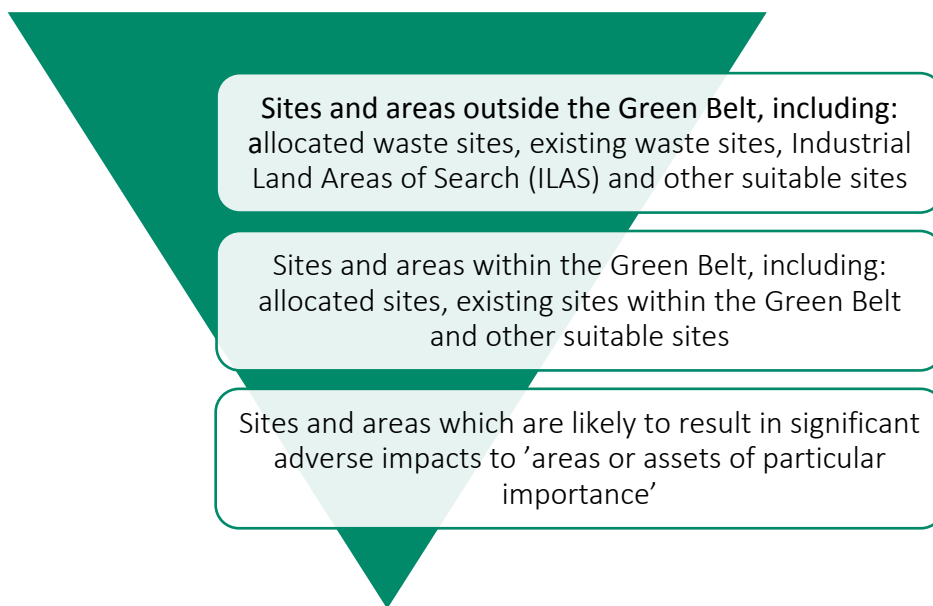 Sites and areas outside the Green Belt, including:
allocated waste sites, existing waste sites, Industrial
Land Areas of Search (ILAS) and other suitable sites
Sites and areas within the Green Belt, including:
allocated sites, existing sites within the Green Belt
and other suitable sites
Sites and areas which are likely to result in significant
adverse impacts to ’areas or assets of particular
importance’